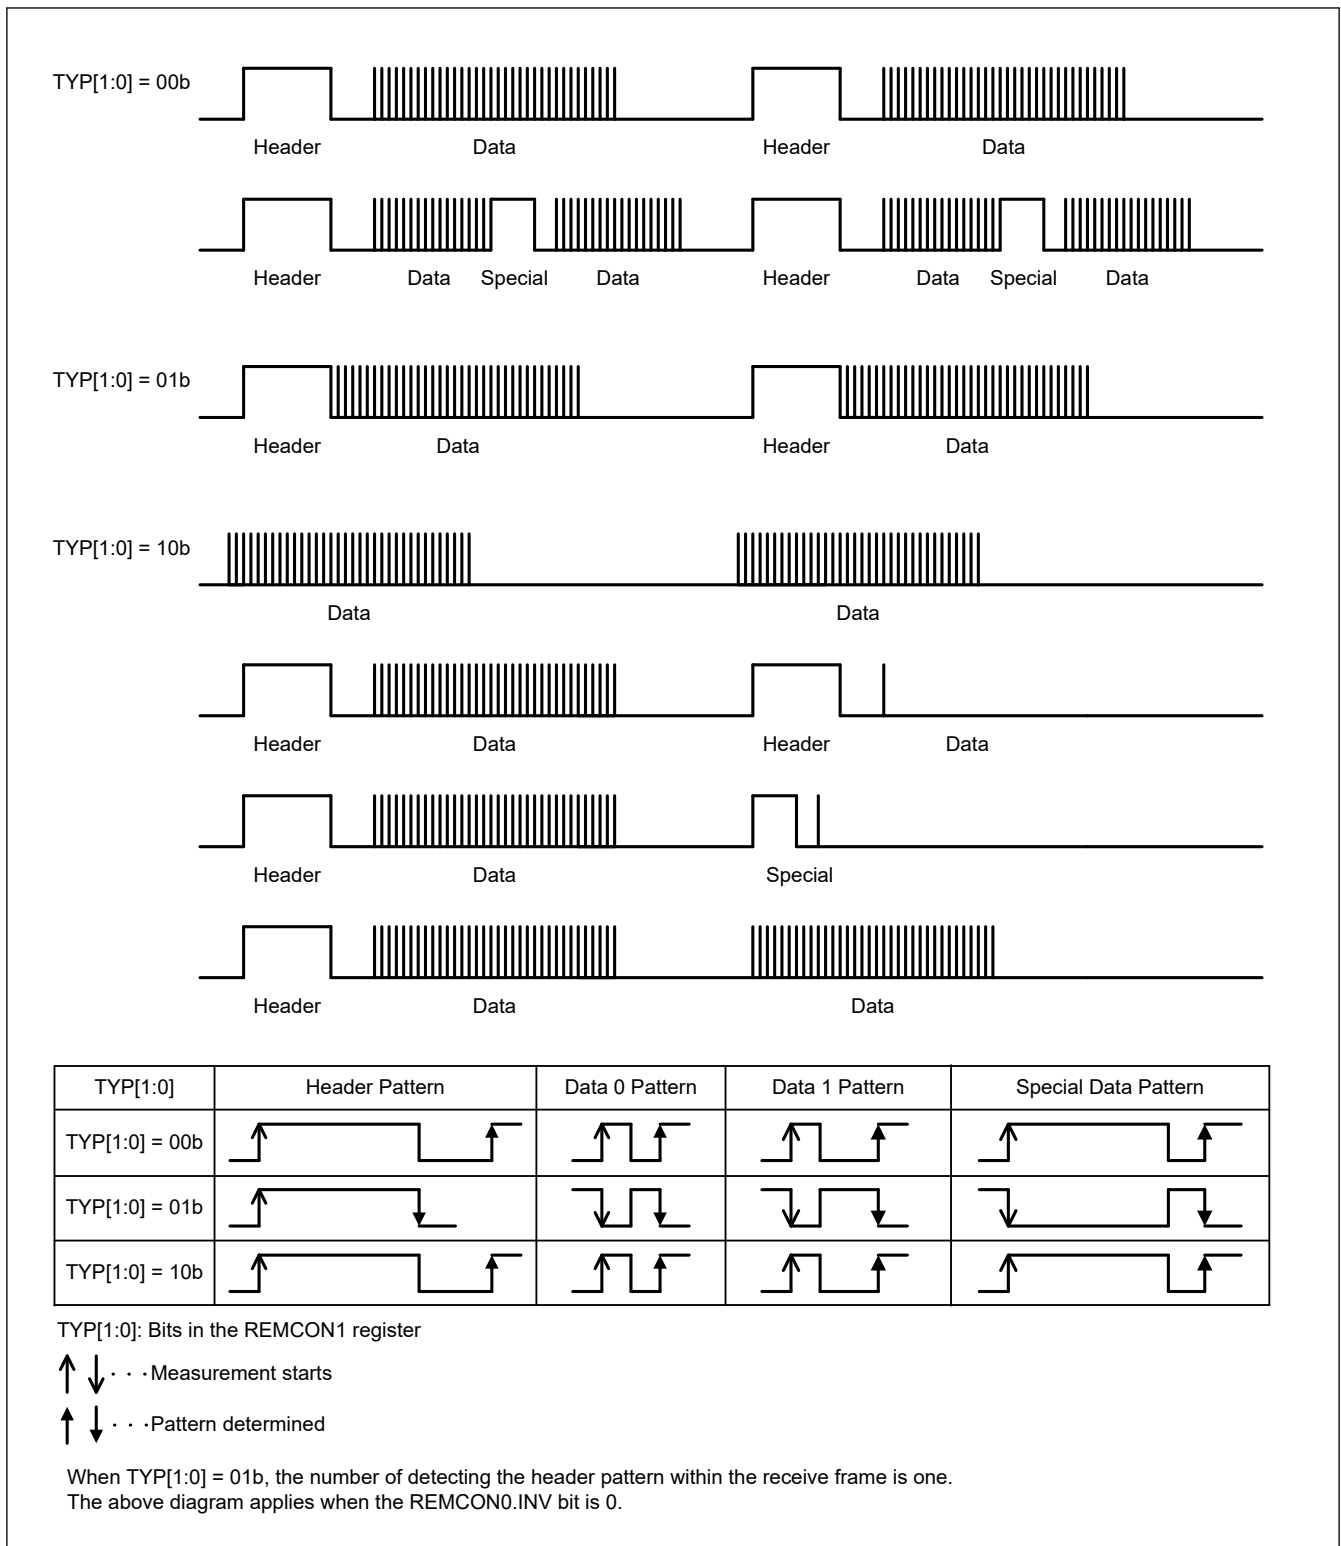 TYP[1:0] = 00b
Header Data Header Data
Header Data Special Data Header Data Special Data
TYP[1:0] = 01b
Header Data Header Data
TYP[1:0] = 10b
Data Data
Header Data Header Data
Header Data Special
Header Data Data
TYP[1:0] Header Pattern Data 0 Pattern Data 1 Pattern Special Data Pattern
TYP[1:0] = 00b
TYP[1:0] = 01b
TYP[1:0] = 10b
TYP[1:0]: Bits in the REMCON1 register
· · ·Measurement starts
· · ·Pattern determined
When TYP[1:0] = 01b, the number of detecting the header pattern within the receive frame is one.
The above diagram applies when the REMCON0.INV bit is 0.